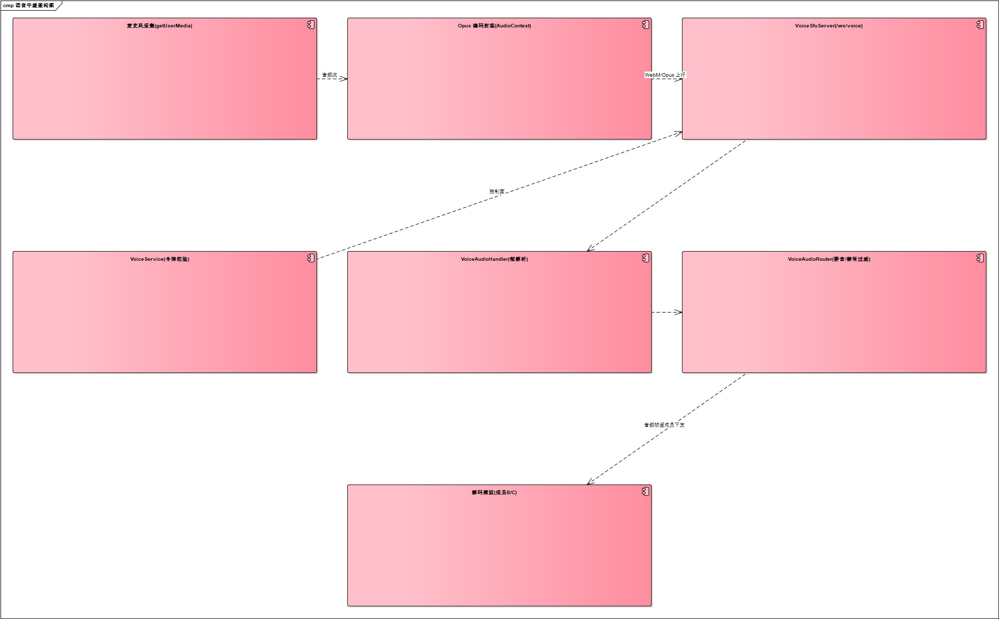 cmp 语音中继架构图
麦克风采集(getUserMedia)
Opus 编码封装(AudioContext)
VoiceSfuServer(/ws/voice)
音频流
WebM/Opus 上行
控制面
VoiceService(令牌校验)
VoiceAudioHandler(帧解析)
VoiceAudioRouter(静音/禁听过滤)
音频帧逐成员下发
解码播放(成员B/C)